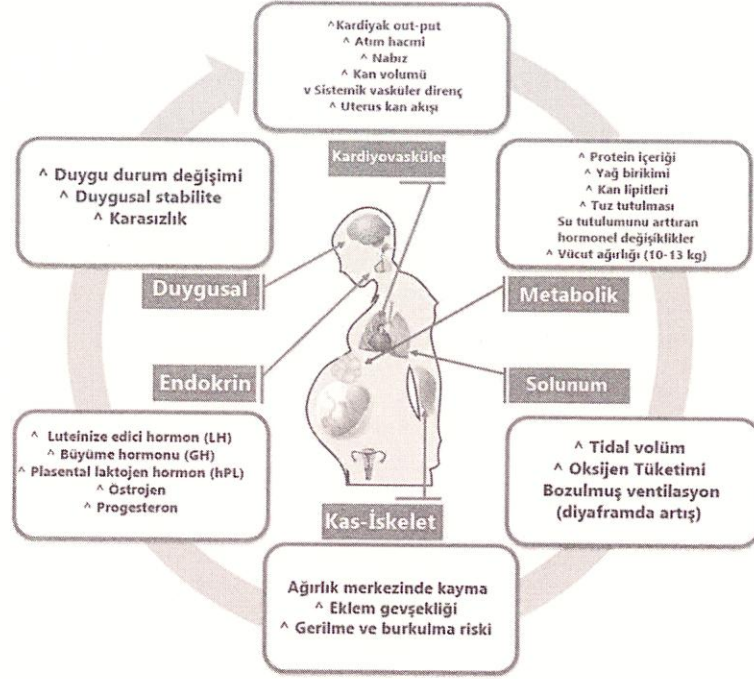 ^Kardiyak out-put
^ Atım hacmi
^ Nabız
^ Kan volümü
v Sistemik vasküler direnç
^ Uterus kan akışı
Kardiyovasküler
^ Protein içeriği
^ Yağ birikimi
^ Kan lipitleri
^ Tuz tutulması
Su tutulumunu arttıran
hormonel değişiklikler
^ Vücut ağırlığı (10-13 kg)
Metabolik
Solunum
^ Tidal volüm
^ Oksijen Tüketimi
Bozulmuş ventilasyon
(diyaframda artış)
Kas-İskelet
Ağırlık merkezinde kayma
^ Eklem gevşekliği
^ Gerilme ve burkulma riski
Endokrin
^ Luteinize edici hormon (LH)
^ Büyüme hormonu (GH)
^ Plasental laktojen hormon (hPL)
^ Östrojen
^ Progesteron
Duygusal
^ Duygu durum değişimi
^ Duygusal stabilite
^ Karasızlık